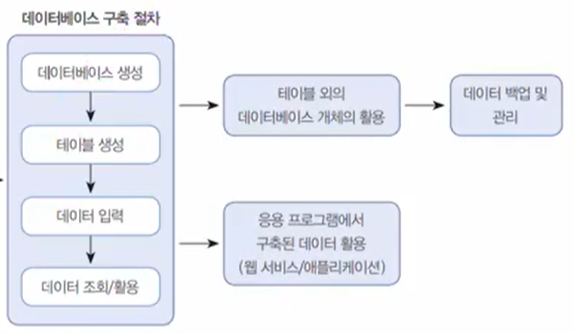 데이터베이스 구축 절차
데이터베이스 생성
테이블 생성
데이터 입력
데이터 조회/활용
테이블 외의
데이터베이스 개체의 활용
데이터 백업 및
관리
응용 프로그램에서
구축된 데이터 활용
(웹 서비스/애플리케이션)